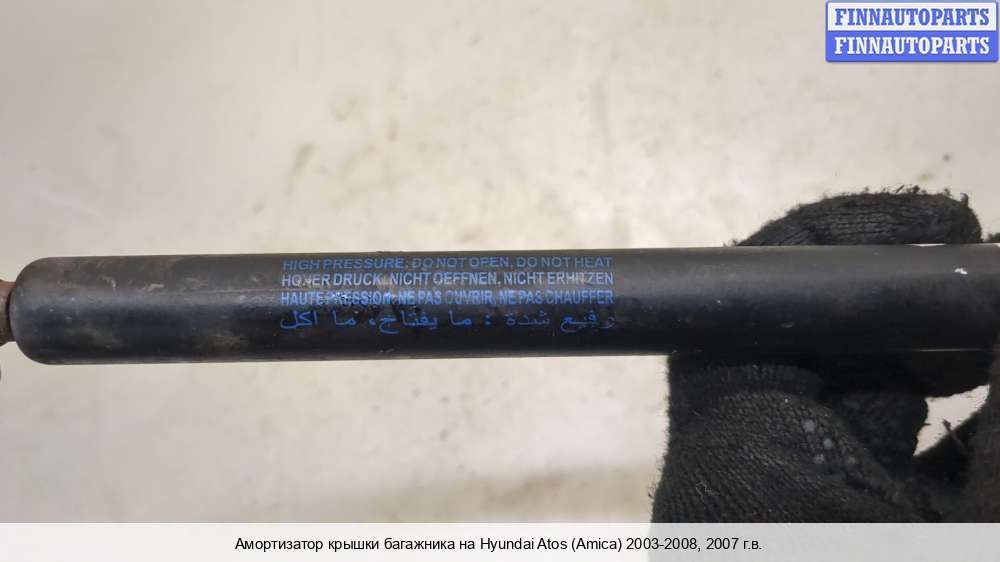 FINNAUTOPARTS
FINNAUTOPARTS
HIGH PRESSURE, DO NOT OPEN, DO NOT HEAT
HOHER DRUCK, NICHT OEFFNEN, NICHT ERHITZEN
HAUTE PRESSION, NE PAS OUVRIR, NE PAS CHAUFFER
رفيع شدة : ما يفتاح، ما اكل
Амортизатор крышки багажника на Hyundai Atos (Amica) 2003-2008, 2007 г.в.